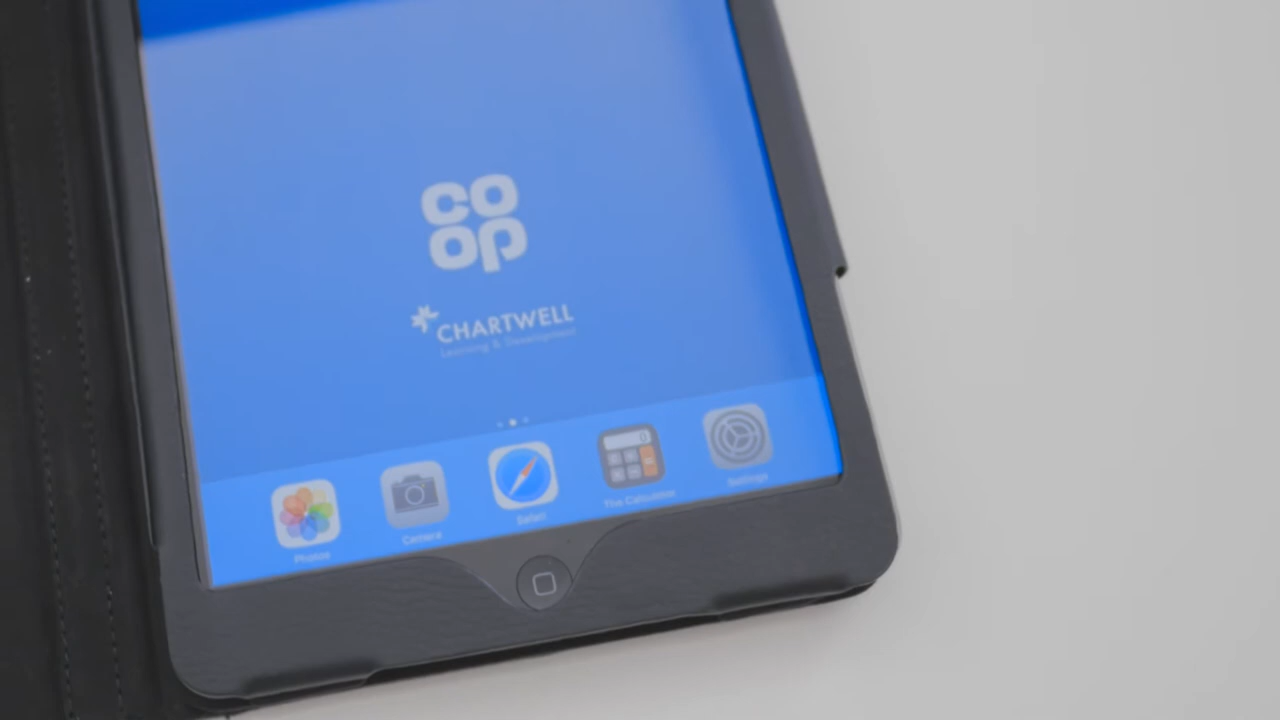 co
op
CHARTWELL
Learning & Development
Photos
Camera
Safari
The Calculator
Settings